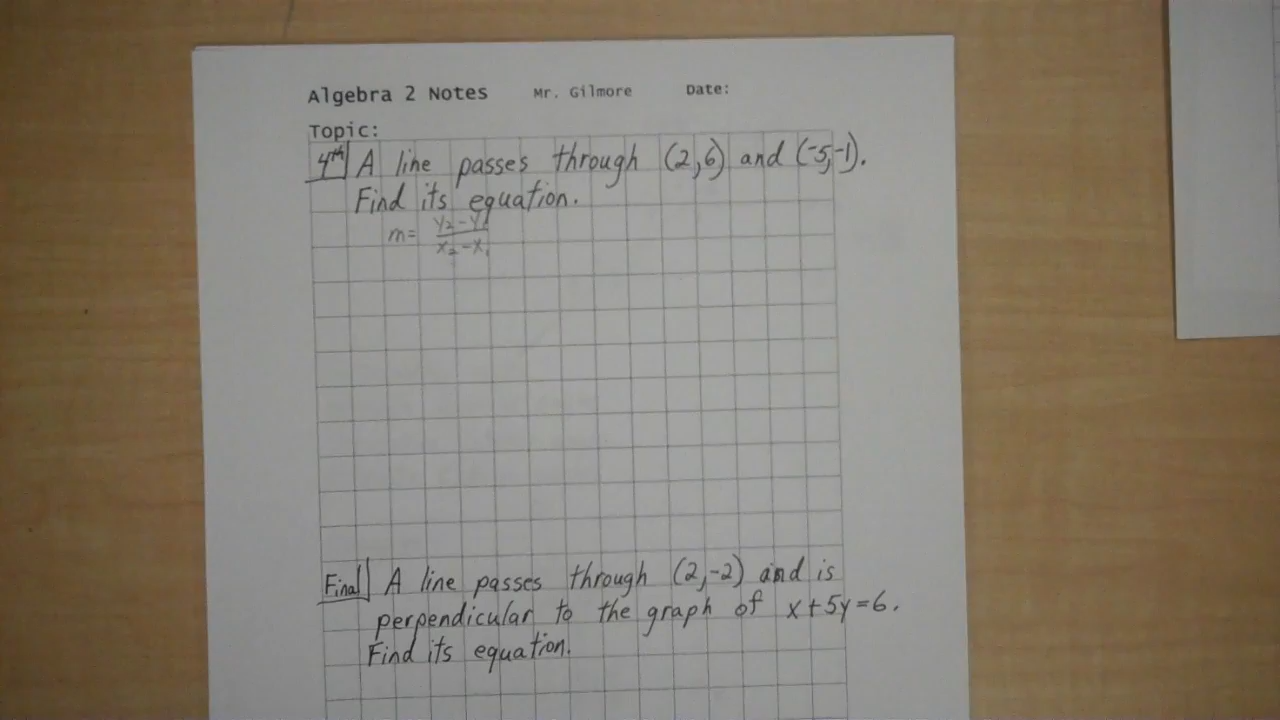 Algebra 2 Notes Mr. Gilmore Date:
Topic:
4th A line passes through (2,6) and (-5,-1).
Find its equation.
m= y₂-y₁
x₂-x₁
Final A line passes through (2,-2) and is
perpendicular to the graph of x+5y=6.
Find its equation.